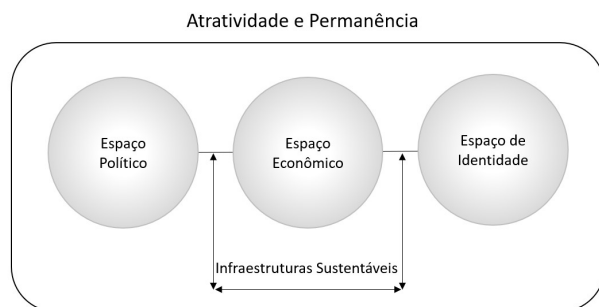 Atratividade e Permanência
Espaço
Político
Espaço
Econômico
Espaço de
Identidade
Infraestruturas Sustentáveis